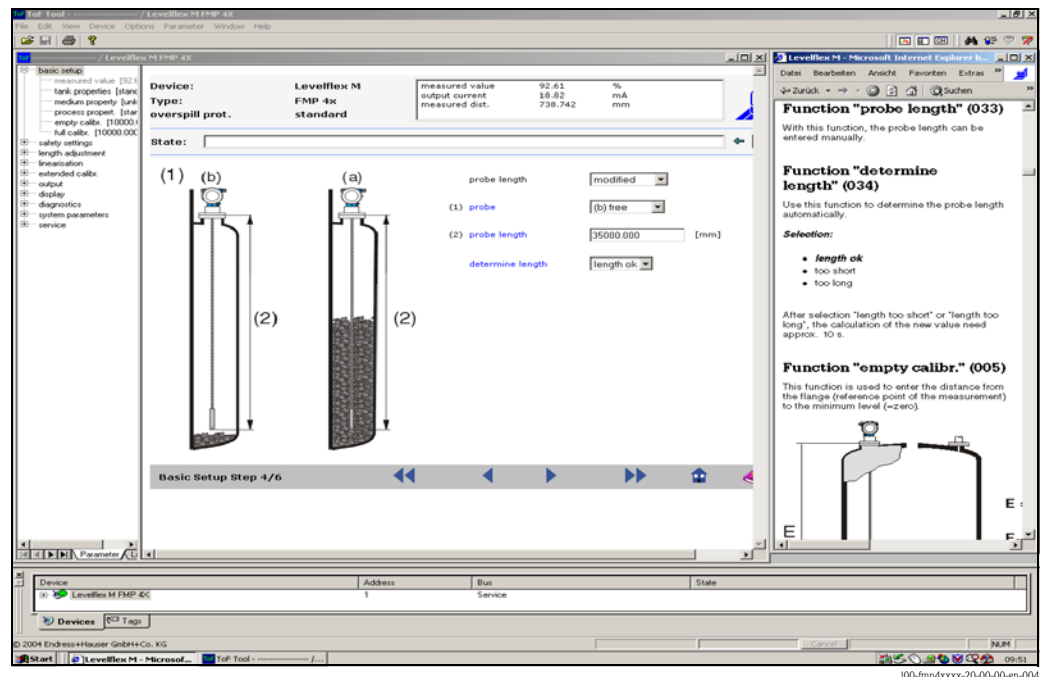 ToF Tool - ---------------- / Levelflex M FMP 4X
File Edit View Device Options Parameter Window Help
---------------- / Levelflex M FMP 4X
basic setup
measured value [92.6
tank properties [stanc
medium property [unk
process propert. [star
empty calibr. [10000.0
full calibr. [10000.00C
safety settings
length adjustment
linearisation
extended calibr.
output
display
diagnostics
system parameters
service
Parameter
Device: Levelflex M
Type: FMP 4x
overspill prot. standard
measured value 92.61 %
output current 18.82 mA
measured dist. 738.742 mm
State:
(1) (b) (a)
(2) (2)
probe length modified
(1) probe (b) free
(2) probe length 35000.000 [mm]
determine length length ok
Basic Setup Step 4/6
Levelflex M - Microsoft Internet Explorer b...
Datei Bearbeiten Ansicht Favoriten Extras »
Zurück Suchen »
Function "probe length" (033)
With this function, the probe length can be
entered manually.
Function "determine
length" (034)
Use this function to determine the probe length
automatically.
Selection:
• length ok
• too short
• too long
After selection "length too short" or "length too
long", the calculation of the new value need
approx. 10 s.
Function "empty calibr." (005)
This function is used to enter the distance from
the flange (reference point of the measurement)
to the minimum level (=zero).
E
E
Device Address Bus State
Levelflex M FMP 4X 1 Service
Devices Tags
© 2004 Endress+Hauser GmbH+Co. KG Cancel NUM
Start Levelflex M - Microsof... ToF Tool - ---------------- /... 09:51
l00-fmp4xxxx-20-00-00-en-004